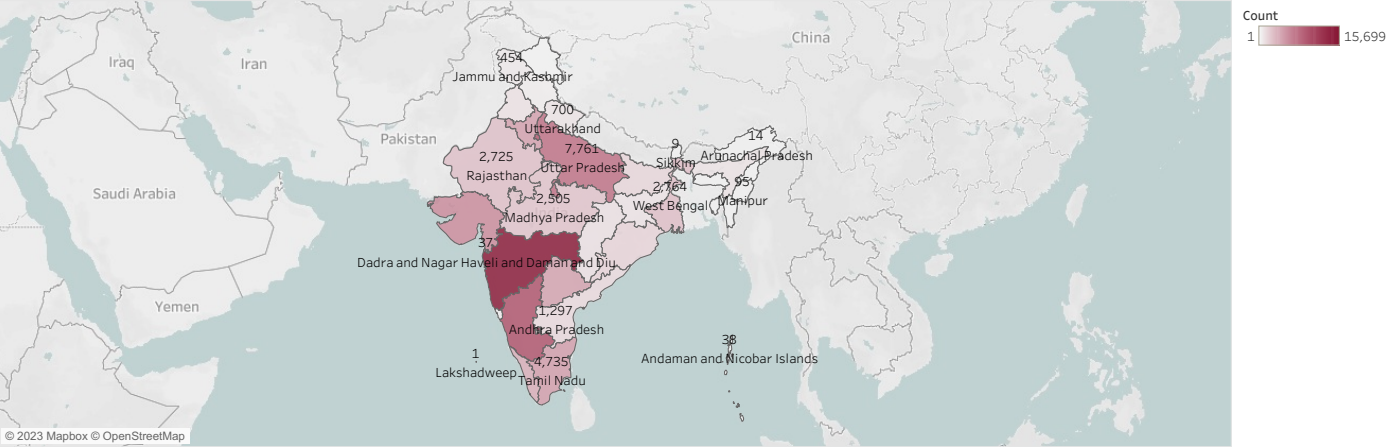 Count
1
15,699
China
Iraq
Iran
454
Jammu and Kashmir
700
Uttarakhand
Pakistan
7,761
Uttar Pradesh
9
Sikkim
14
Arunachal Pradesh
2,725
Rajasthan
2,764
West Bengal
95
Manipur
Saudi Arabia
2,505
Madhya Pradesh
37
Dadra and Nagar Haveli and Daman and Diu
Yemen
1,297
Andhra Pradesh
38
Andaman and Nicobar Islands
1
Lakshadweep
4,735
Tamil Nadu
© 2023 Mapbox © OpenStreetMap